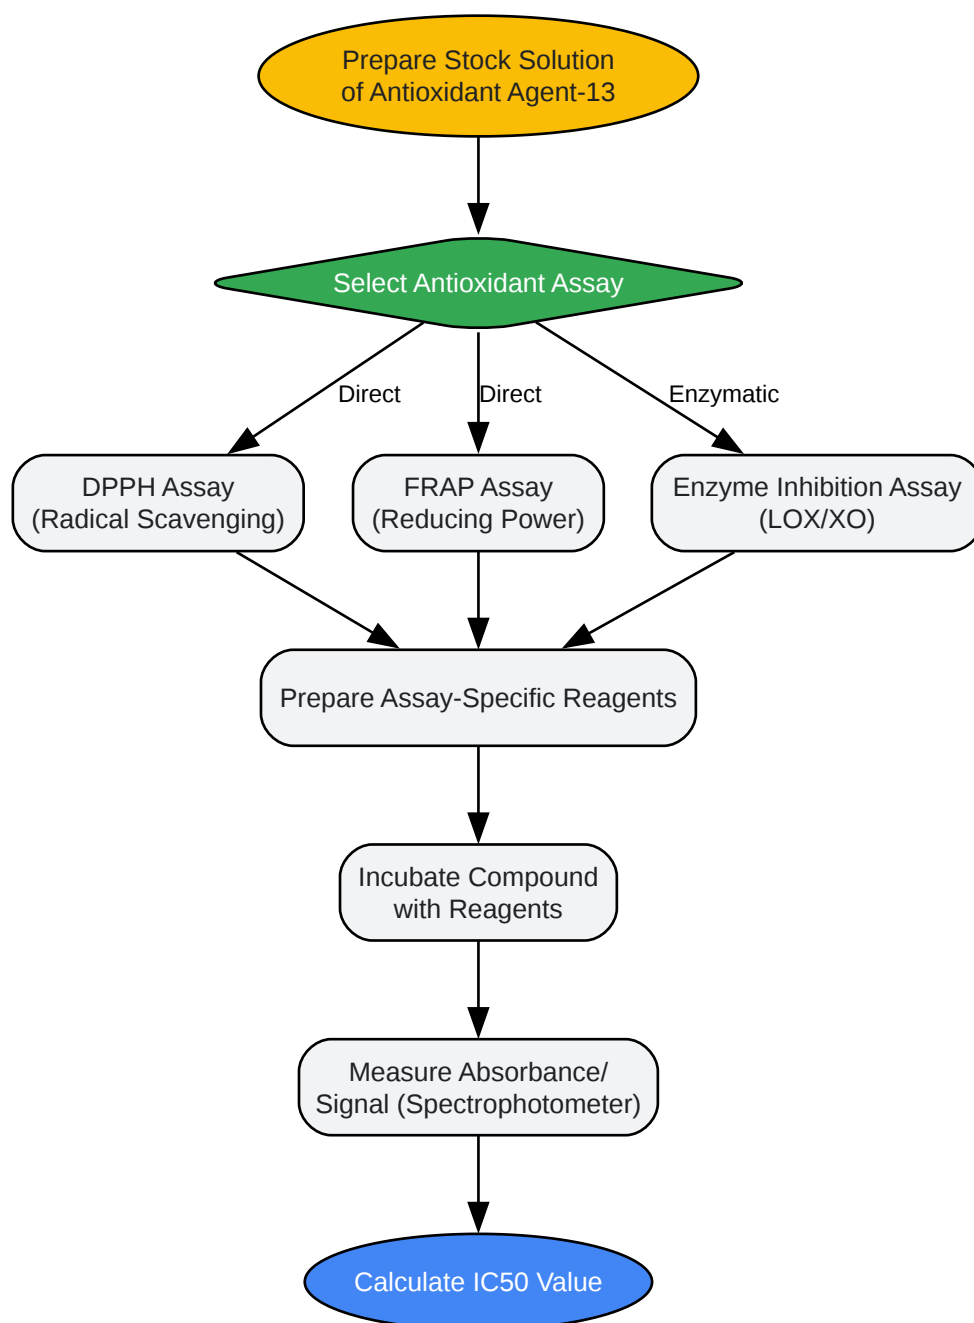 Prepare Stock Solution
of Antioxidant Agent-13
Select Antioxidant Assay
Direct
Direct
Enzymatic
DPPH Assay
(Radical Scavenging)
FRAP Assay
(Reducing Power)
Enzyme Inhibition Assay
(LOX/XO)
Prepare Assay-Specific Reagents
Incubate Compound
with Reagents
Measure Absorbance/
Signal (Spectrophotometer)
Calculate IC50 Value